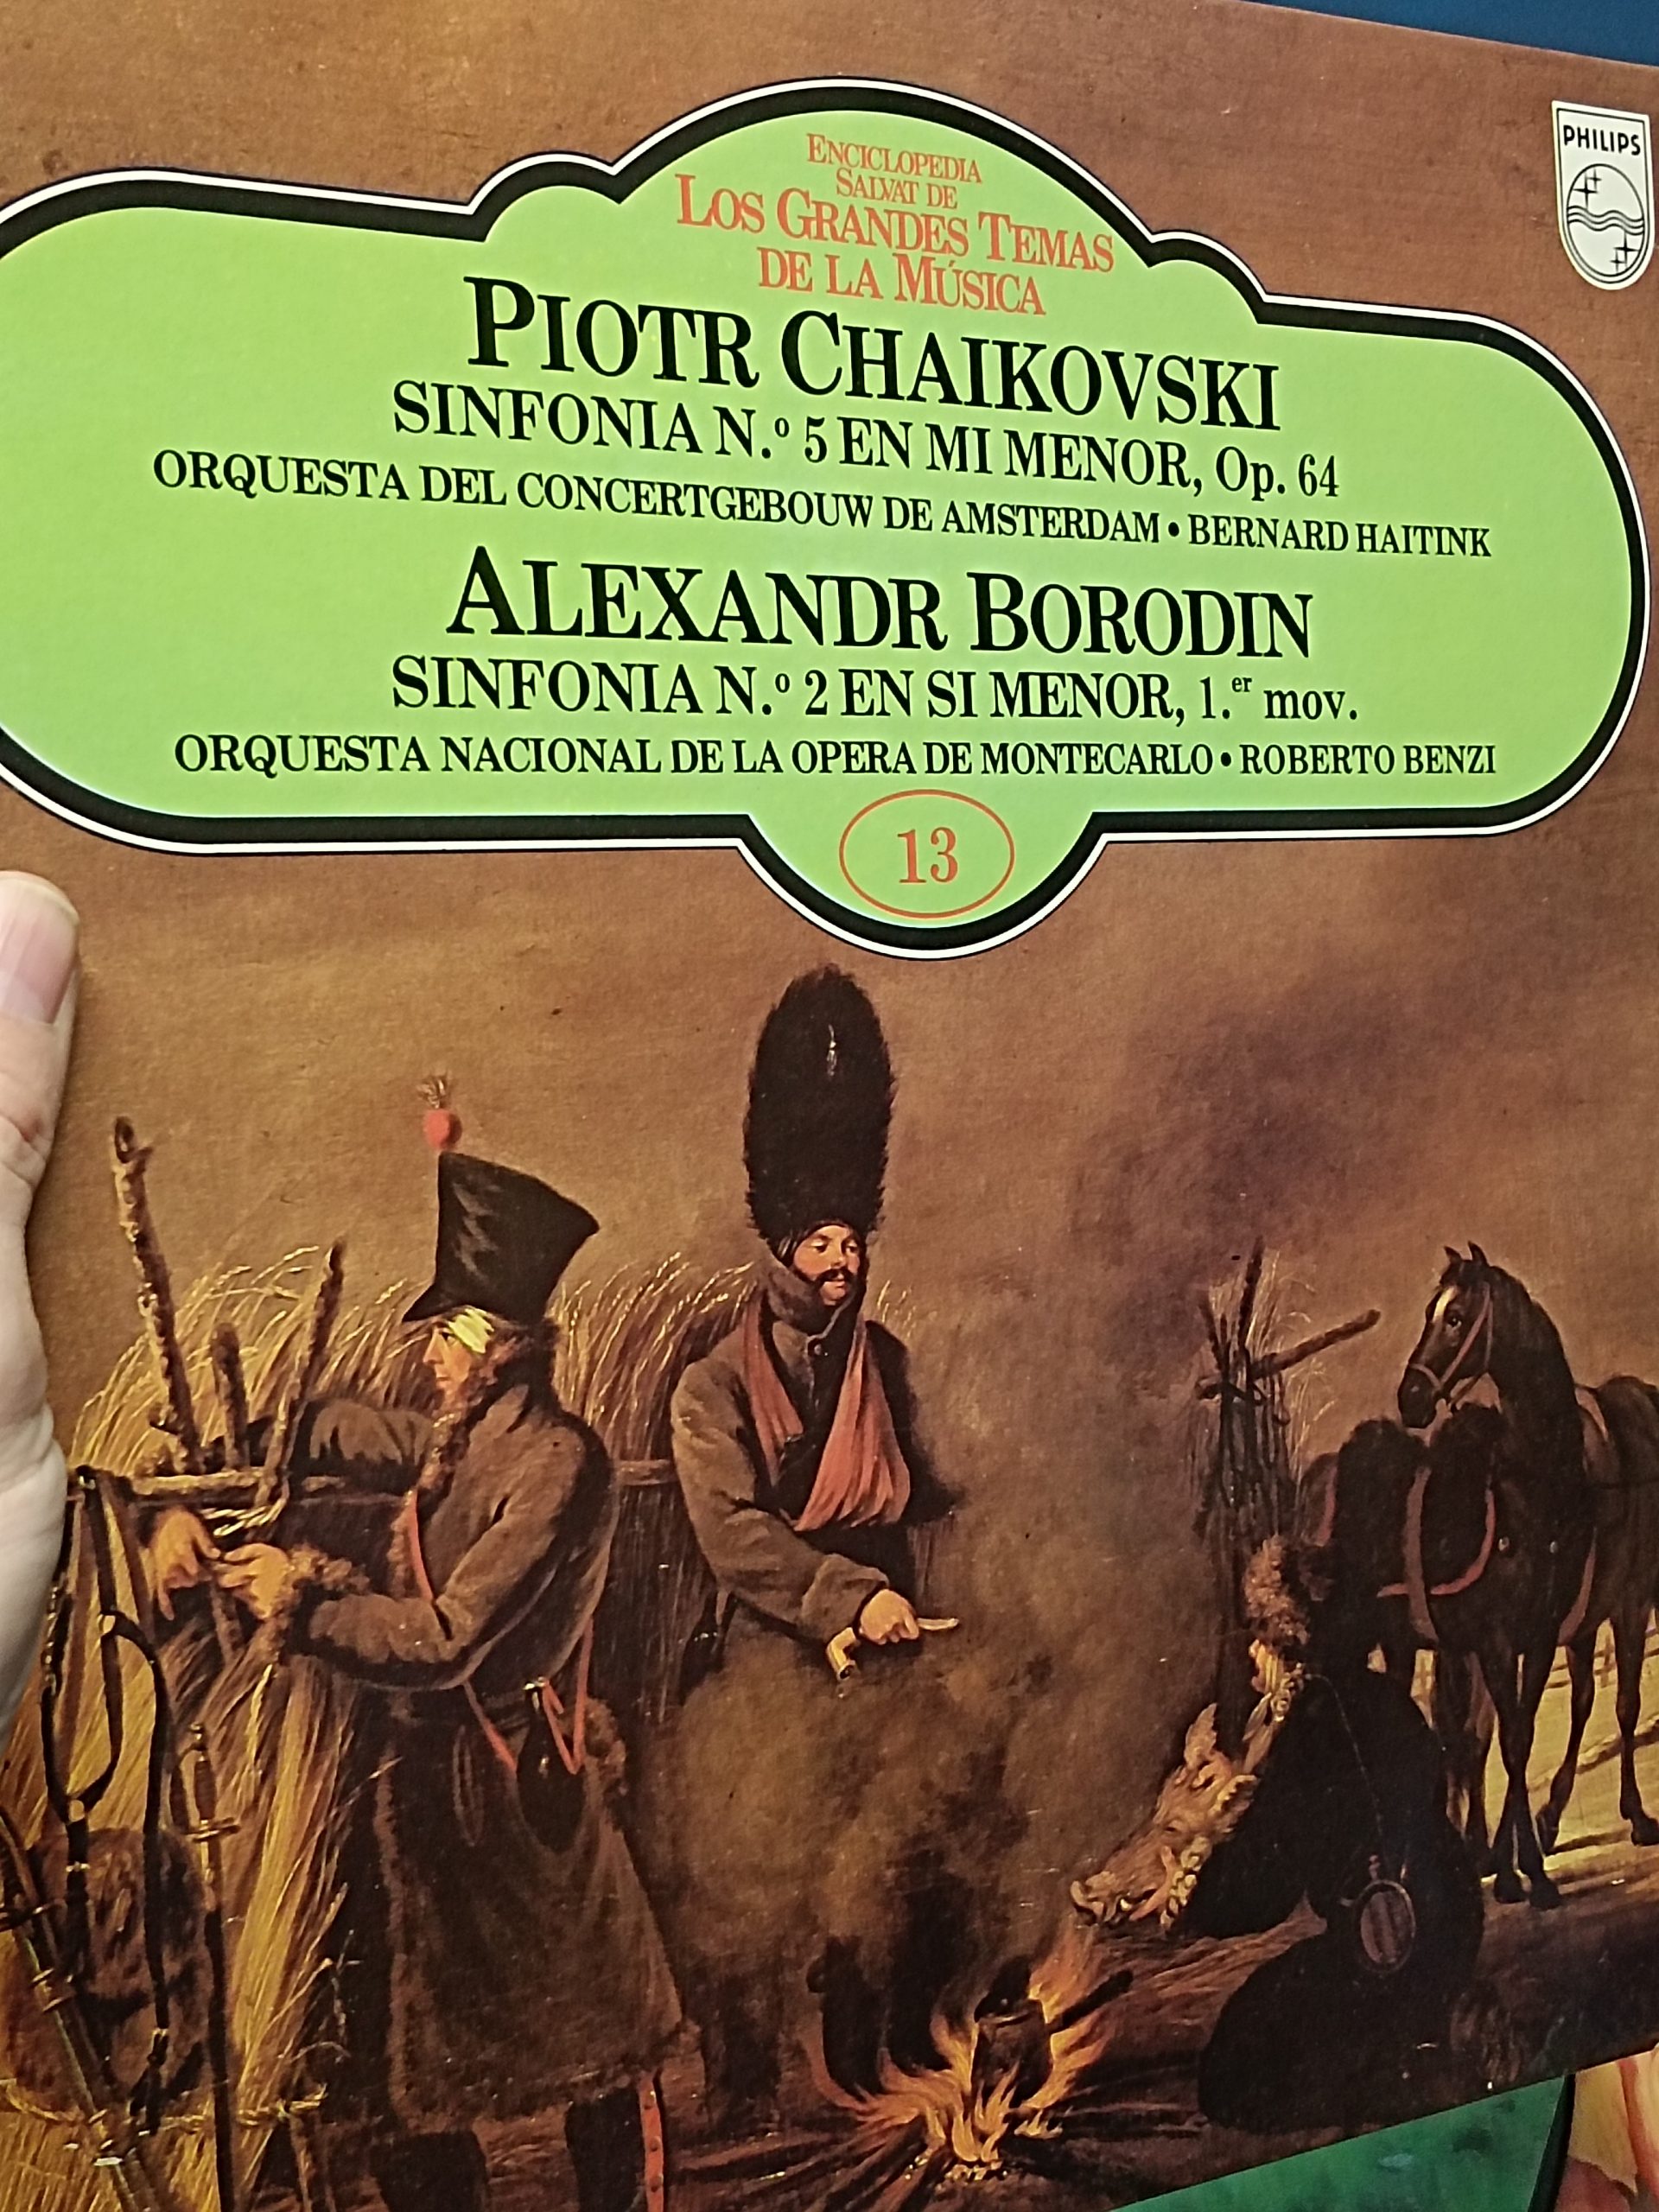 PHILIPS
ENCICLOPEDIA
SALVAT DE
LOS GRANDES TEMAS
DE LA MÚSICA
PIOTR CHAIKOVSKI
SINFONIA N.º 5 EN MI MENOR, Op. 64
ORQUESTA DEL CONCERTGEBOUW DE AMSTERDAM • BERNARD HAITINK
ALEXANDR BORODIN
SINFONIA N.º 2 EN SI MENOR, 1.er mov.
ORQUESTA NACIONAL DE LA OPERA DE MONTECARLO • ROBERTO BENZI
13